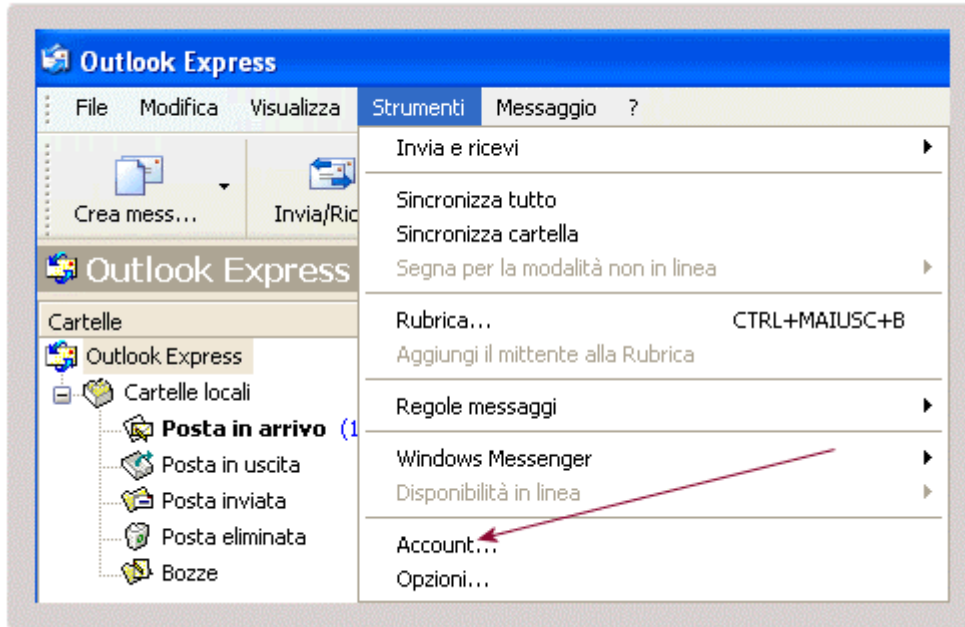 Outlook Express
File Modifica Visualizza Strumenti Messaggio ?
Crea mess... Invia/Ric
Outlook Express
Cartelle
Outlook Express
Cartelle locali
Posta in arrivo (1
Posta in uscita
Posta inviata
Posta eliminata
Bozze
Invia e ricevi
Sincronizza tutto
Sincronizza cartella
Segna per la modalità non in linea
Rubrica... CTRL+MAIUSC+B
Aggiungi il mittente alla Rubrica
Regole messaggi
Windows Messenger
Disponibilità in linea
Account...
Opzioni...